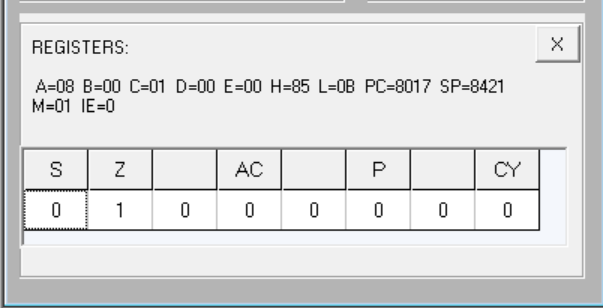 REGISTERS:
X
A=08 B=00 C=01 D=00 E=00 H=85 L=0B PC=8017 SP=8421
M=01 IE=0
S Z AC P CY
0 1 0 0 0 0 0 0